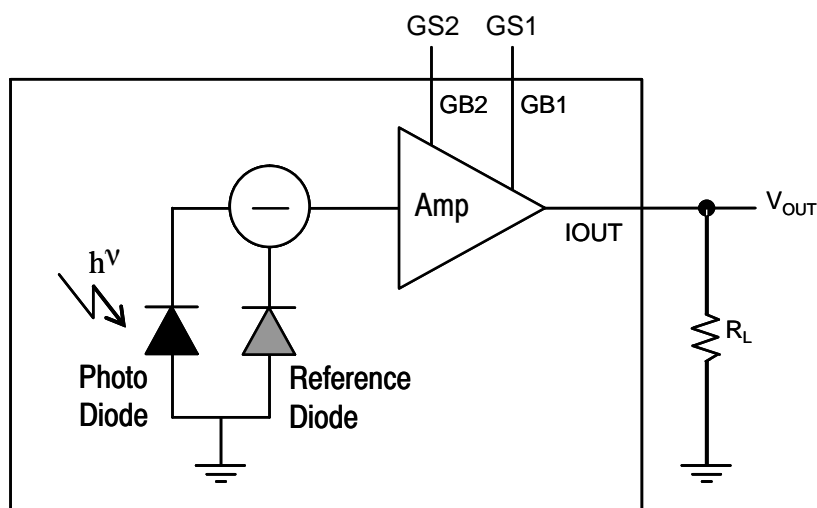 GS2 GS1
GB2 GB1
Amp
V_OUT
IOUT
hν
R_L
Photo
Diode
Reference
Diode